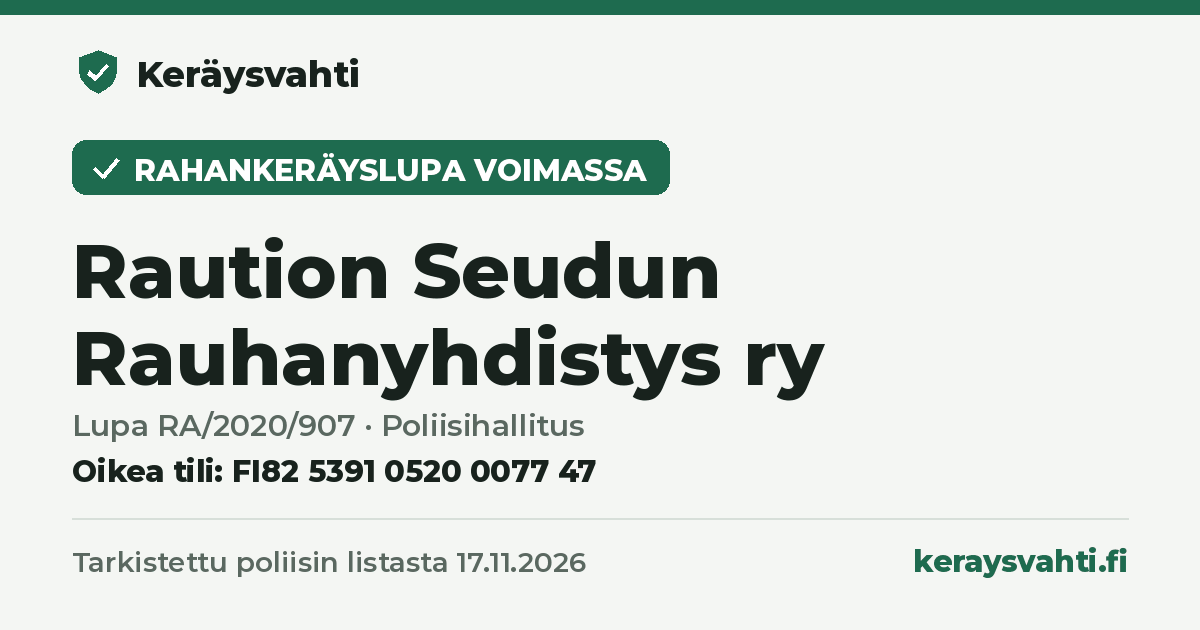 Keräysvahti
RAHANKERÄYSLUPA VOIMASSA
Raution Seudun
Rauhanyhdistys ry
Lupa RA/2020/907 · Poliisihallitus
Oikea tili: FI82 5391 0520 0077 47
Tarkistettu poliisin listasta 17.11.2026
keraysvahti.fi